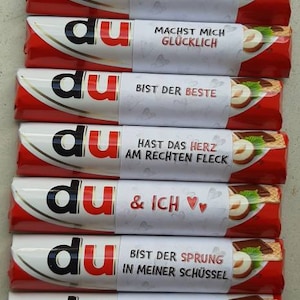 du
MACHST MICH
GLÜCKLICH
du
BIST DER BESTE
du
HAST DAS HERZ
AM RECHTEN FLECK
du
& ICH
du
BIST DER SPRUNG
IN MEINER SCHÜSSEL